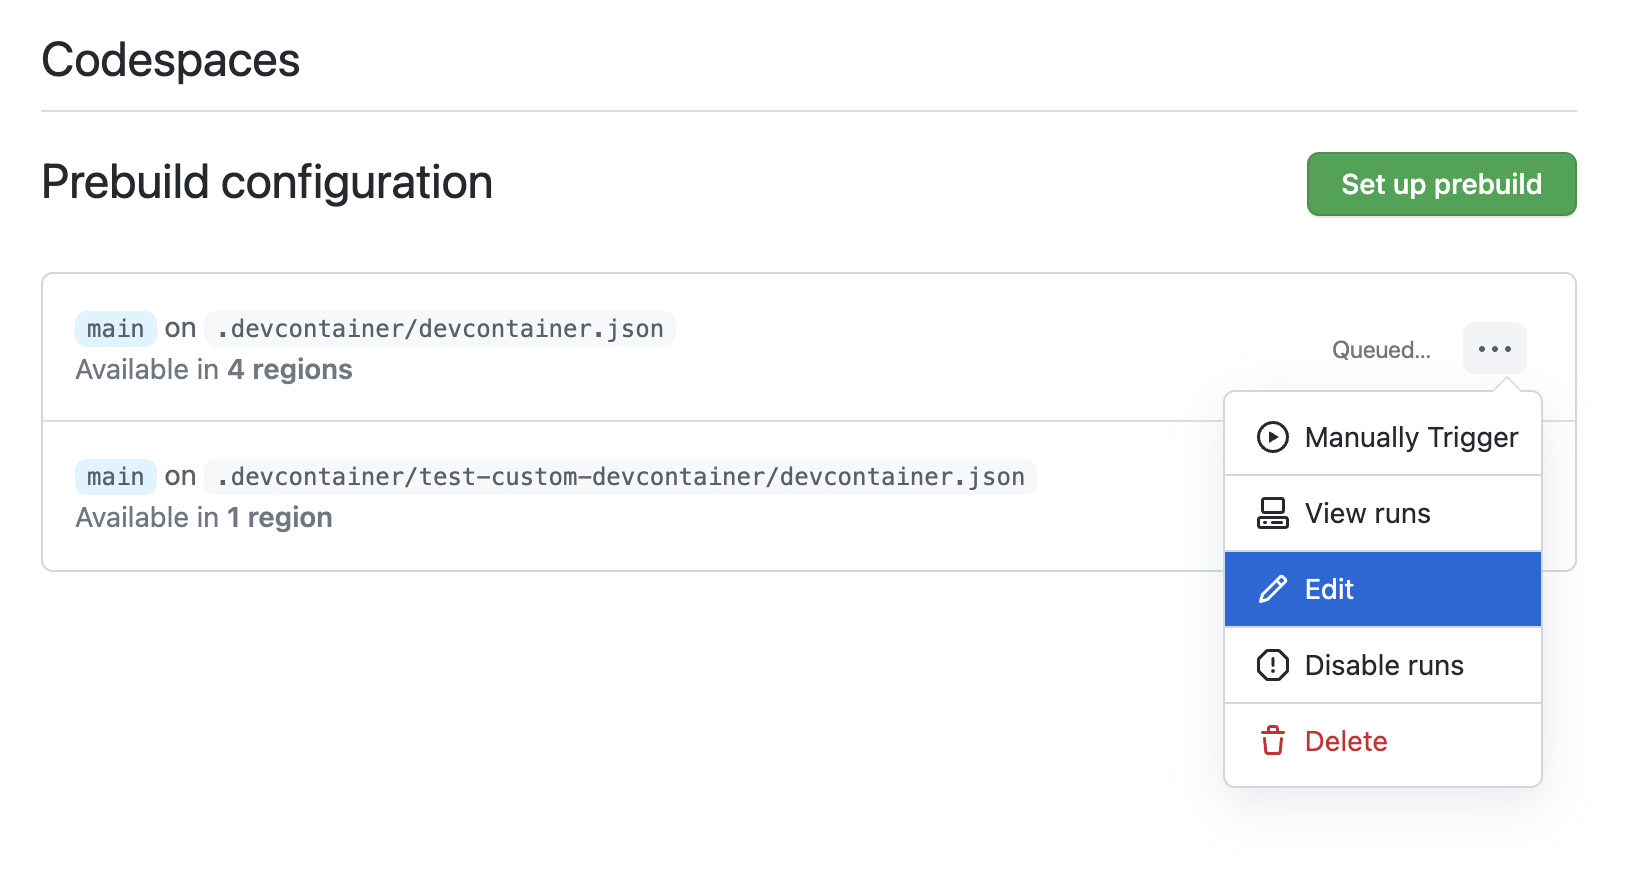 Codespaces
Prebuild configuration
Set up prebuild
main on .devcontainer/devcontainer.json
Available in 4 regions
Queued...
main on .devcontainer/test-custom-devcontainer/devcontainer.json
Available in 1 region
Manually Trigger
View runs
Edit
Disable runs
Delete